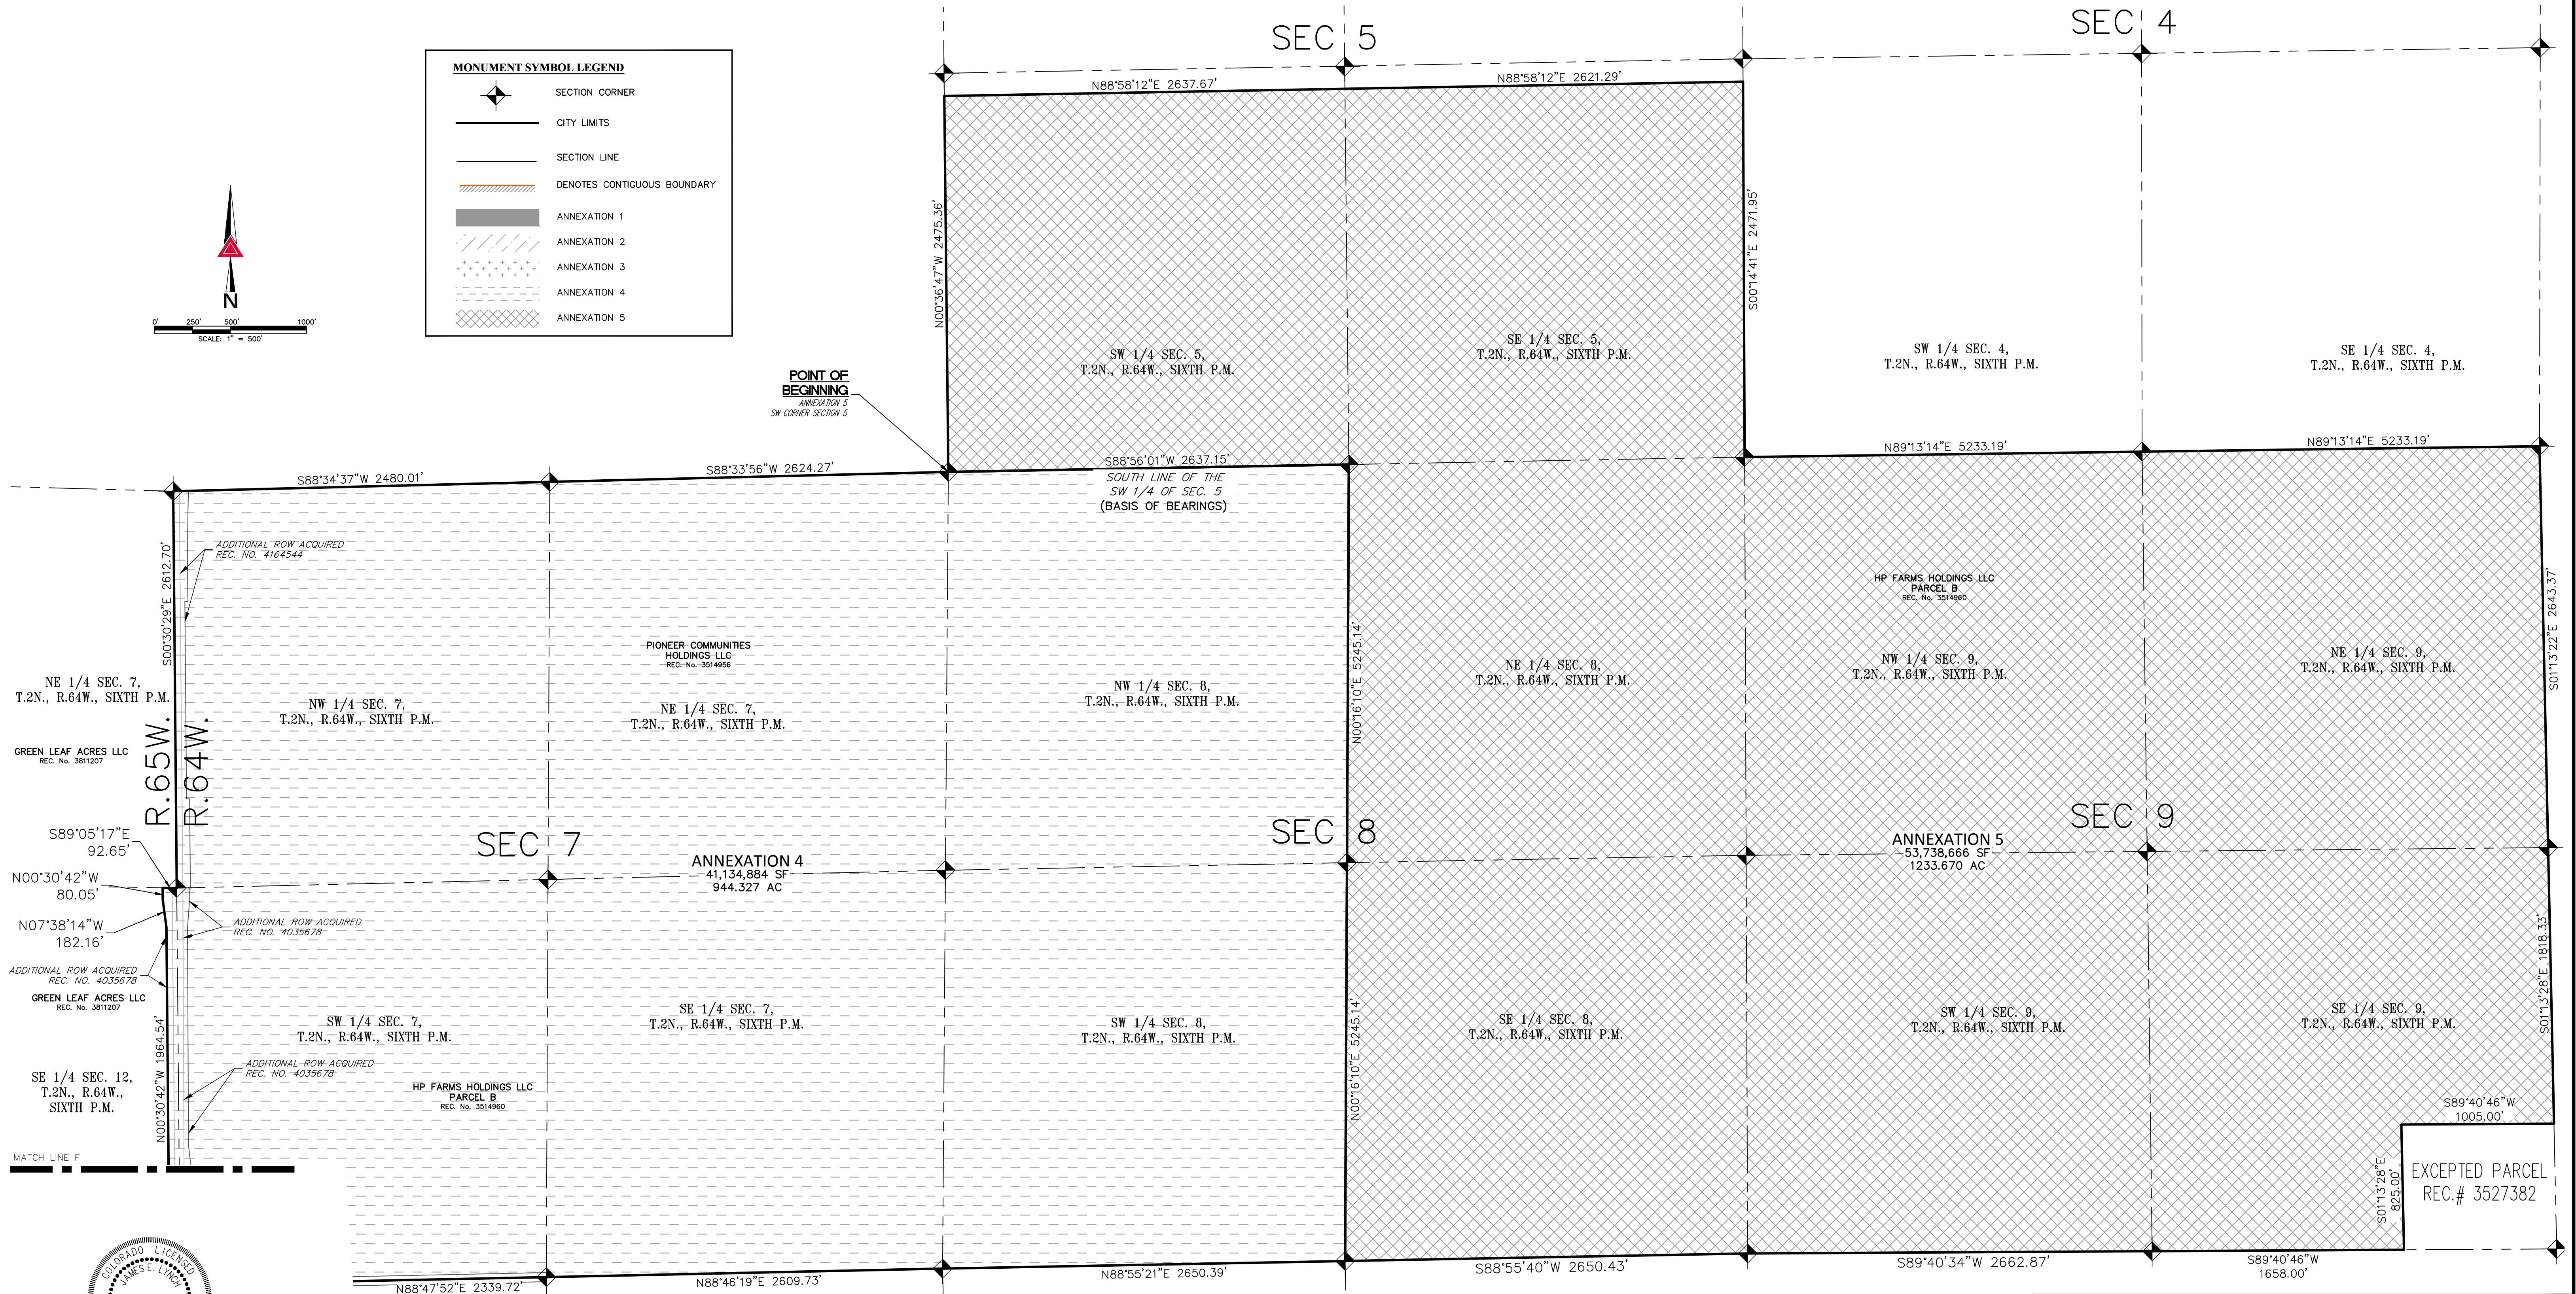 SEC 5
SEC 4
MONUMENT SYMBOL LEGEND
SECTION CORNER
CITY LIMITS
SECTION LINE
DENOTES CONTIGUOUS BOUNDARY
ANNEXATION 1
ANNEXATION 2
ANNEXATION 3
ANNEXATION 4
ANNEXATION 5
N
0' 250' 500' 1000'
SCALE: 1" = 500'
N88°58'12"E 2637.67'
N88°58'12"E 2621.29'
N00°36'47"W 2475.36'
S00°14'41"E 2471.95'
SW 1/4 SEC. 5,
T.2N., R.64W., SIXTH P.M.
SE 1/4 SEC. 5,
T.2N., R.64W., SIXTH P.M.
SW 1/4 SEC. 4,
T.2N., R.64W., SIXTH P.M.
SE 1/4 SEC. 4,
T.2N., R.64W., SIXTH P.M.
POINT OF
BEGINNING
ANNEXATION 5
SW CORNER SECTION 5
S88°34'37"W 2480.01'
S88°33'56"W 2624.27'
S88°56'01"W 2637.15'
SOUTH LINE OF THE
SW 1/4 OF SEC. 5
(BASIS OF BEARINGS)
N89°13'14"E 5233.19'
N89°13'14"E 5233.19'
S00°30'29"E 2612.70'
ADDITIONAL ROW ACQUIRED
REC. NO. 4164544
PIONEER COMMUNITIES
HOLDINGS LLC
REC. No. 3514956
HP FARMS HOLDINGS LLC
PARCEL B
REC. No. 3514960
N00°16'10"E 5245.14'
S01°13'22"E 2643.37'
NE 1/4 SEC. 7,
T.2N., R.64W., SIXTH P.M.
NW 1/4 SEC. 7,
T.2N., R.64W., SIXTH P.M.
NE 1/4 SEC. 7,
T.2N., R.64W., SIXTH P.M.
NW 1/4 SEC. 8,
T.2N., R.64W., SIXTH P.M.
NE 1/4 SEC. 8,
T.2N., R.64W., SIXTH P.M.
NW 1/4 SEC. 9,
T.2N., R.64W., SIXTH P.M.
NE 1/4 SEC. 9,
T.2N., R.64W., SIXTH P.M.
GREEN LEAF ACRES LLC
REC. No. 3811207
R.65W.
R.64W.
SEC 7
SEC 8
SEC 9
ANNEXATION 4
41,134,884 SF
944.327 AC
ANNEXATION 5
53,738,666 SF
1233.670 AC
S89°05'17"E
92.65'
N00°30'42"W
80.05'
N07°38'14"W
182.16'
ADDITIONAL ROW ACQUIRED
REC. NO. 4035678
ADDITIONAL ROW ACQUIRED
REC. NO. 4035678
GREEN LEAF ACRES LLC
REC. No. 3811207
N00°30'42"W 1964.54'
SW 1/4 SEC. 7,
T.2N., R.64W., SIXTH P.M.
SE 1/4 SEC. 7,
T.2N., R.64W., SIXTH P.M.
SW 1/4 SEC. 8,
T.2N., R.64W., SIXTH P.M.
N00°16'10"E 5245.14'
SE 1/4 SEC. 8,
T.2N., R.64W., SIXTH P.M.
SW 1/4 SEC. 9,
T.2N., R.64W., SIXTH P.M.
SE 1/4 SEC. 9,
T.2N., R.64W., SIXTH P.M.
S01°13'28"E 1818.33'
ADDITIONAL ROW ACQUIRED
REC. NO. 4035678
SE 1/4 SEC. 12,
T.2N., R.64W.,
SIXTH P.M.
HP FARMS HOLDINGS LLC
PARCEL B
REC. No. 3514960
S89°40'46"W
1005.00'
MATCH LINE F
S01°13'28"E
825.00'
EXCEPTED PARCEL
REC.# 3527382
COLORADO LICENSED
JAMES E. LYNCH
N88°47'52"E 2339.72'
N88°46'19"E 2609.73'
N88°55'21"E 2650.39'
S88°55'40"W 2650.43'
S89°40'34"W 2662.87'
S89°40'46"W
1658.00'